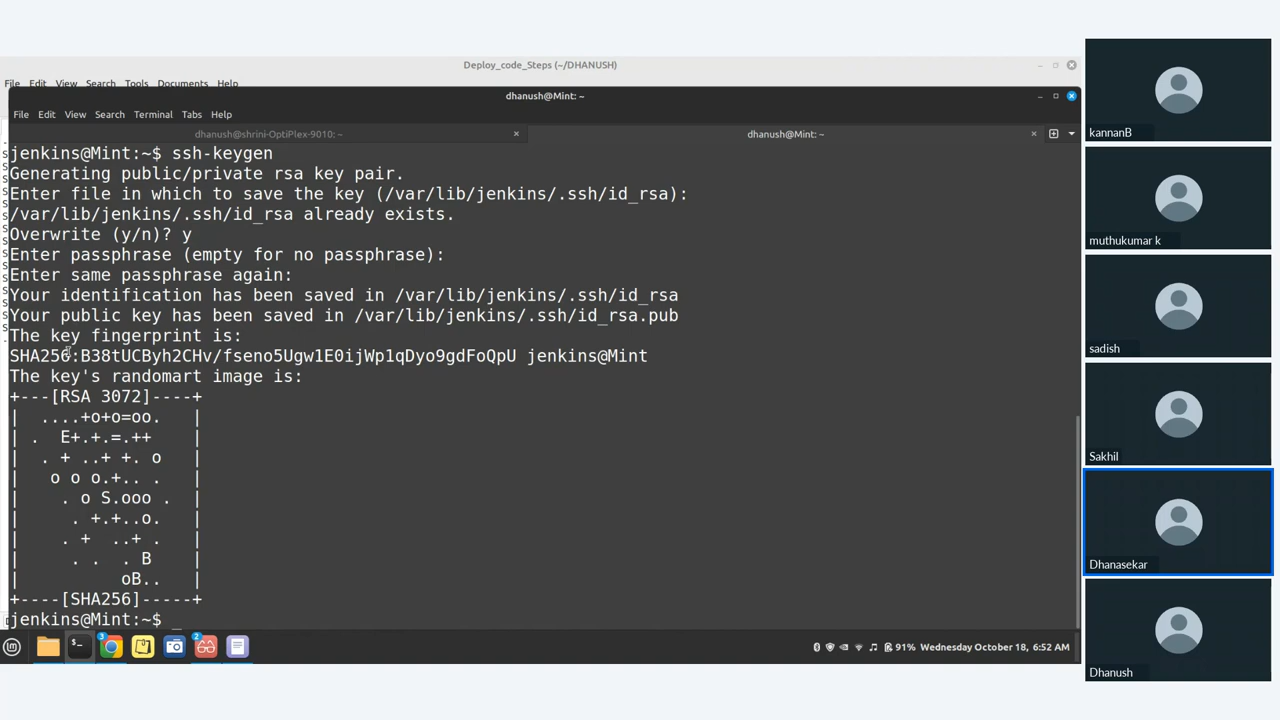 Deploy_code_Steps (~/DHANUSH)
File Edit View Search Tools Documents Help
dhanush@Mint: ~
File Edit View Search Terminal Tabs Help
dhanush@shrini-OptiPlex-9010: ~
dhanush@Mint: ~
jenkins@Mint:~$ ssh-keygen
Generating public/private rsa key pair.
Enter file in which to save the key (/var/lib/jenkins/.ssh/id_rsa):
/var/lib/jenkins/.ssh/id_rsa already exists.
Overwrite (y/n)? y
Enter passphrase (empty for no passphrase):
Enter same passphrase again:
Your identification has been saved in /var/lib/jenkins/.ssh/id_rsa
Your public key has been saved in /var/lib/jenkins/.ssh/id_rsa.pub
The key fingerprint is:
SHA256:B38tUCByh2CHv/fseno5Ugw1E0ijWp1qDyo9gdFoQpU jenkins@Mint
The key's randomart image is:
+---[RSA 3072]----+
|   ....+o+o=oo.  |
| .  E+.+.=.++    |
|  . + ..+ +. o   |
|   o o o.+.. .   |
|    . o S.ooo .  |
|     . +.+..o.   |
|    . +  ..+ .   |
|     . .  . B    |
|          oB..   |
+----[SHA256]-----+
jenkins@Mint:~$ _
91% Wednesday October 18, 6:52 AM
kannanB
muthukumar k
sadish
Sakhil
Dhanasekar
Dhanush